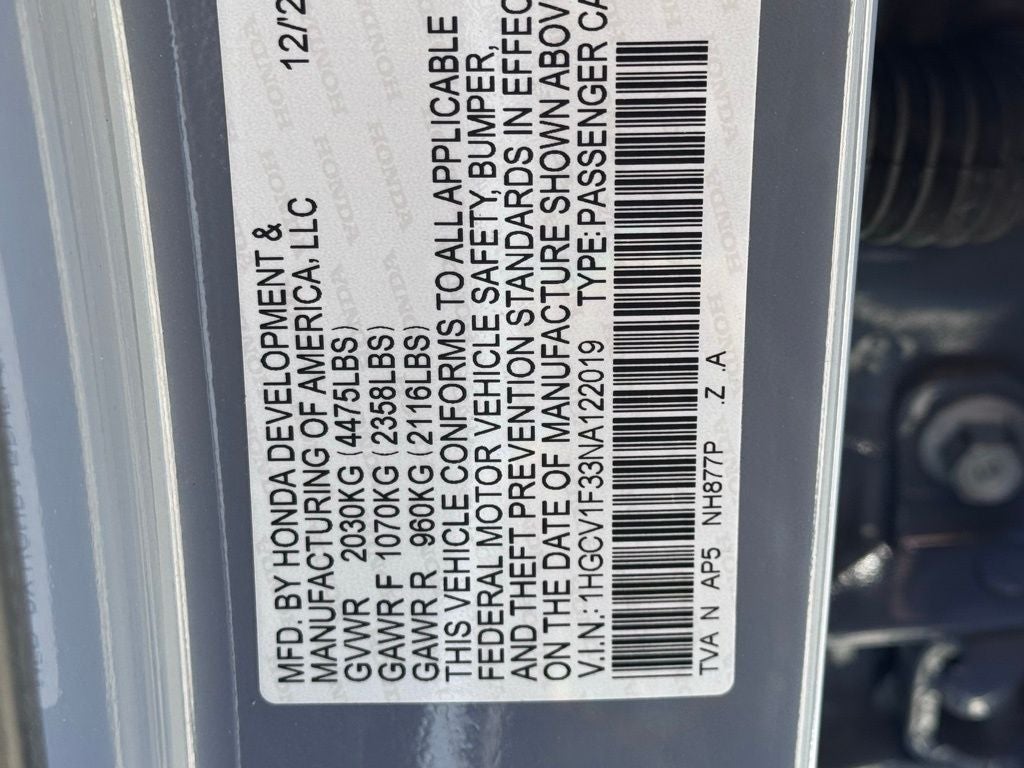 MFD. BY HONDA DEVELOPMENT & 12/'2
MANUFACTURING OF AMERICA, LLC
GVWR 2030KG (4475LBS)
GAWR F 1070KG (2358LBS)
GAWR R 960KG (2116LBS)
THIS VEHICLE CONFORMS TO ALL APPLICABLE
FEDERAL MOTOR VEHICLE SAFETY, BUMPER,
AND THEFT PREVENTION STANDARDS IN EFFEC
ON THE DATE OF MANUFACTURE SHOWN ABOV
V.I.N.: 1HGCV1F33NA122019 TYPE: PASSENGER CA
TVA N AP5 NH877P .Z .A